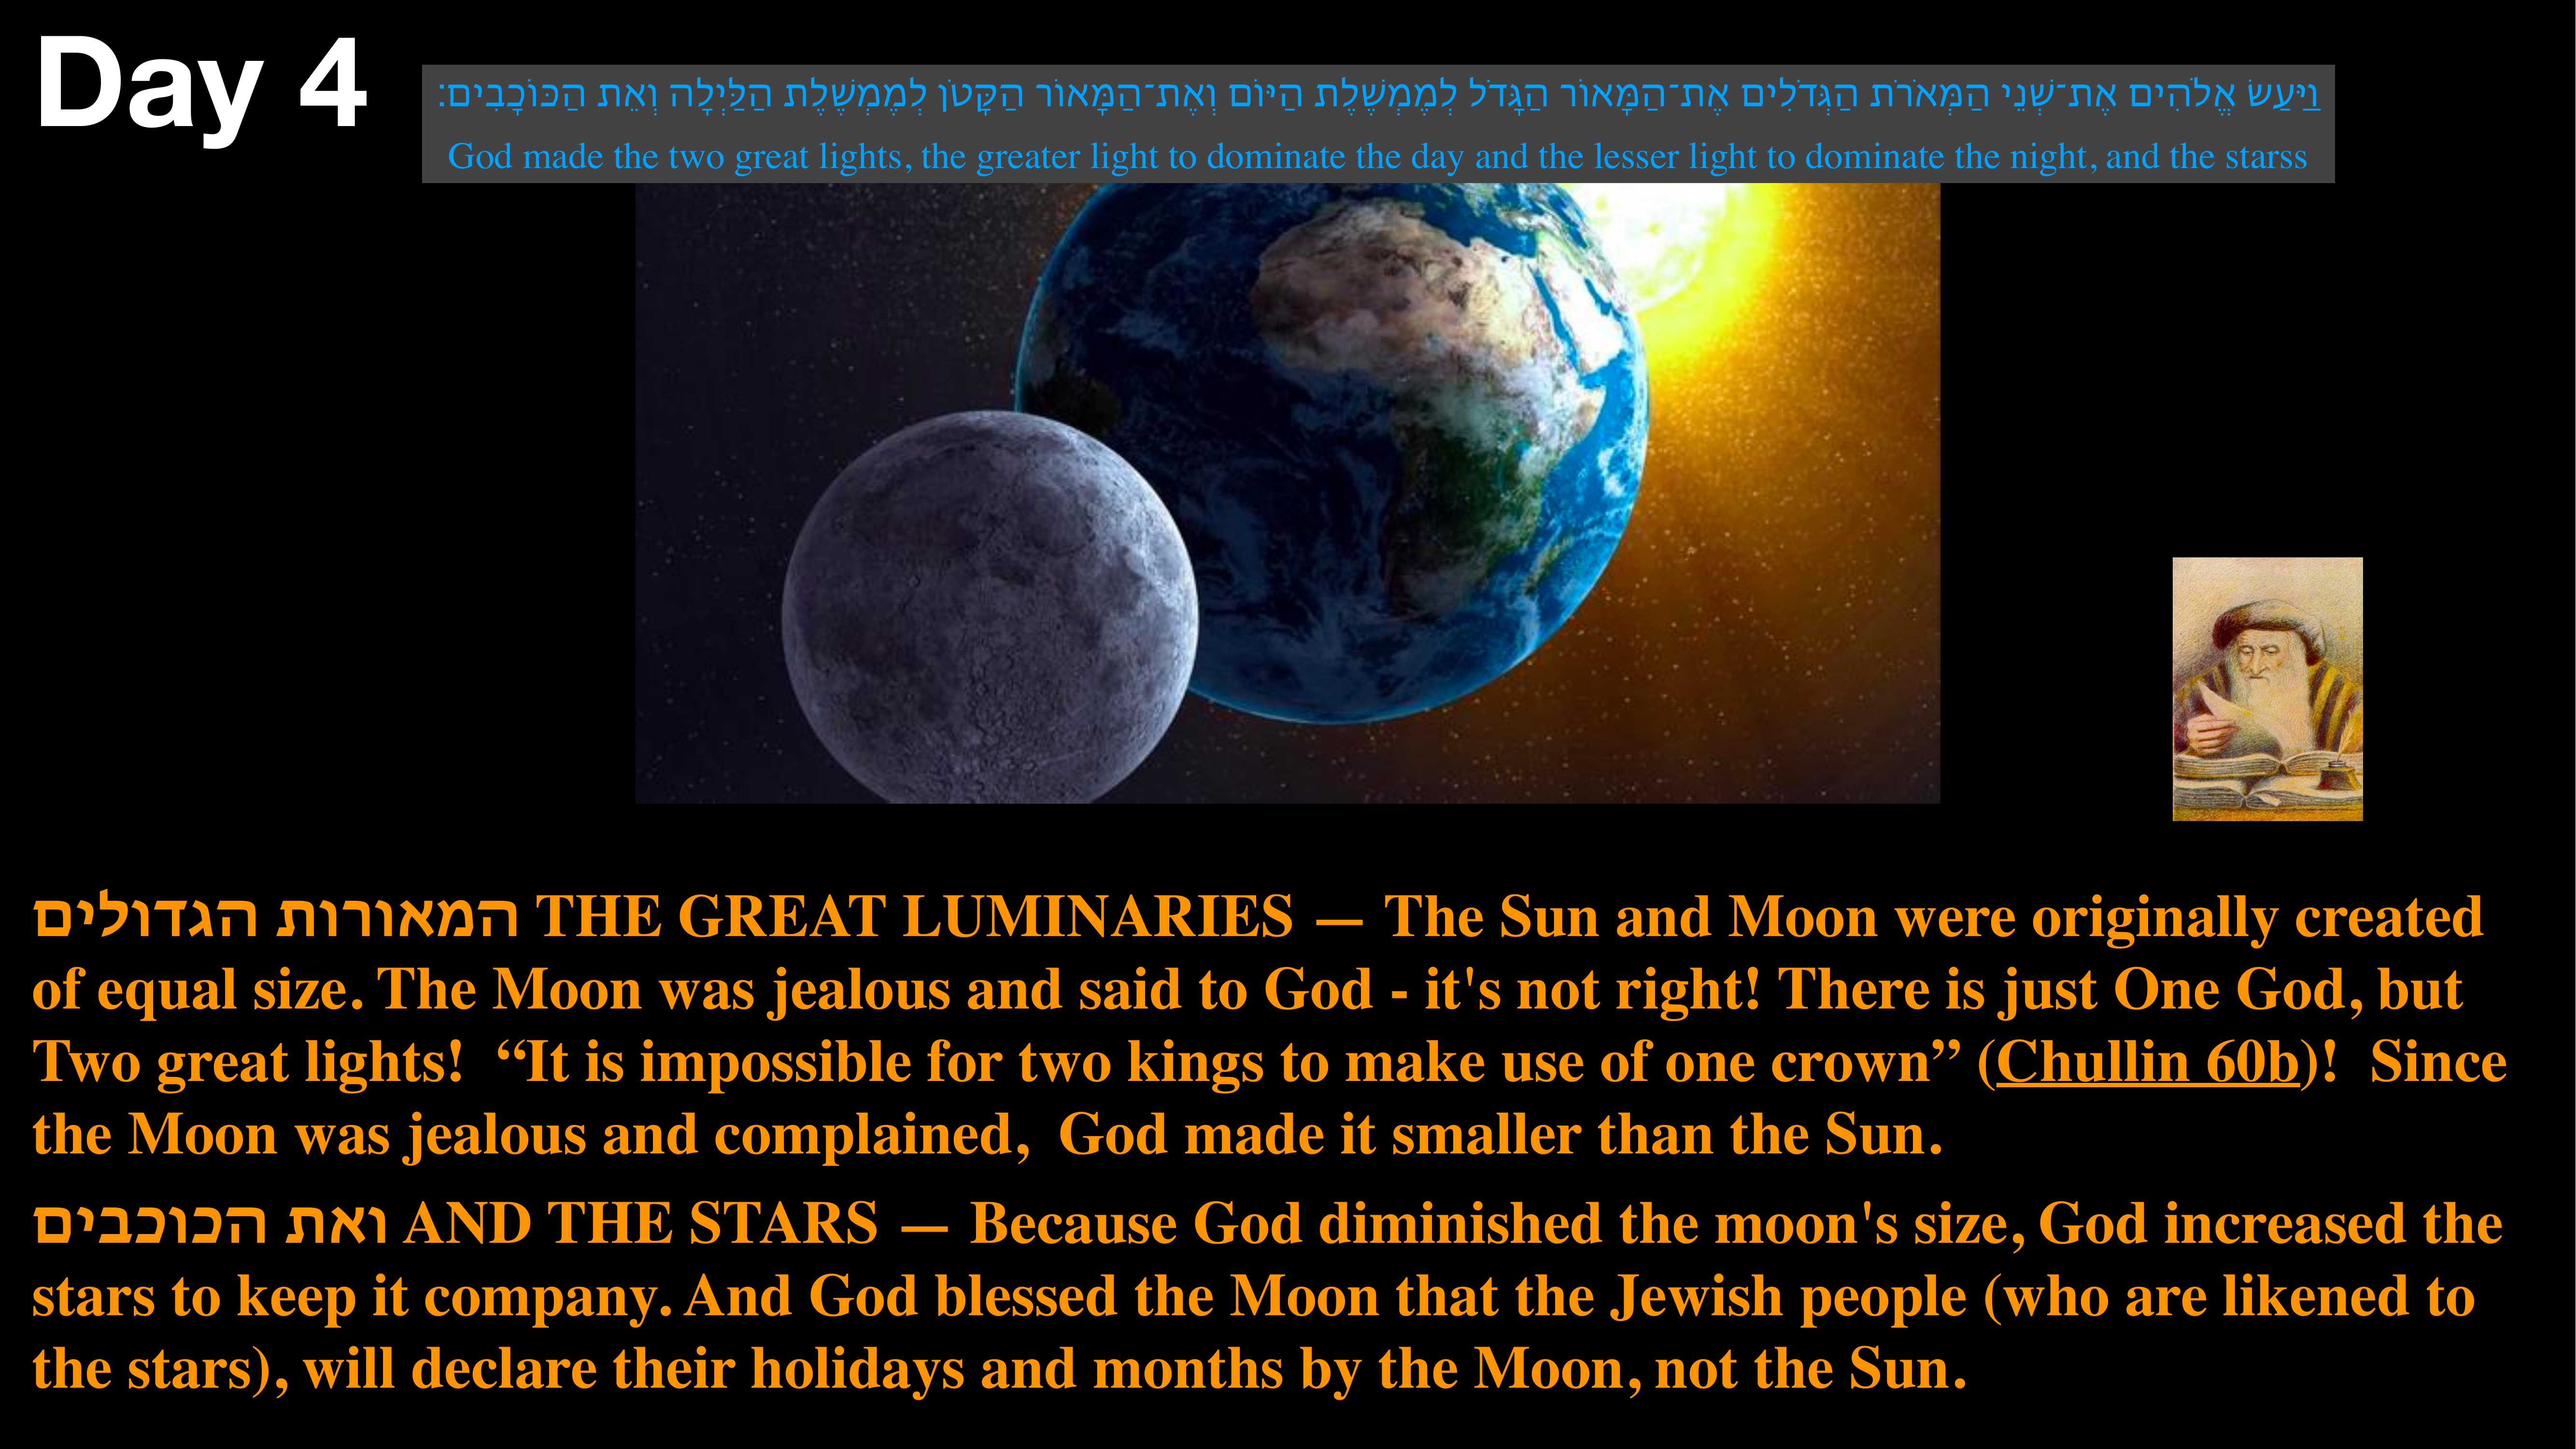 Day 4
וַיַּעַשׂ אֱלֹהִים אֶת־שְׁנֵי הַמְּאֹרֹת הַגְּדֹלִים אֶת־הַמָּאוֹר הַגָּדֹל לְמֶמְשֶׁלֶת הַיּוֹם וְאֶת־הַמָּאוֹר הַקָּטֹן לְמֶמְשֶׁלֶת הַלַּיְלָה וְאֵת הַכּוֹכָבִים׃
God made the two great lights, the greater light to dominate the day and the lesser light to dominate the night, and the starss
המאורות הגדולים THE GREAT LUMINARIES — The Sun and Moon were originally created
of equal size. The Moon was jealous and said to God - it's not right! There is just One God, but
Two great lights!  “It is impossible for two kings to make use of one crown” (Chullin 60b)!  Since
the Moon was jealous and complained,  God made it smaller than the Sun.
ואת הכוכבים AND THE STARS — Because God diminished the moon's size, God increased the
stars to keep it company. And God blessed the Moon that the Jewish people (who are likened to
the stars), will declare their holidays and months by the Moon, not the Sun.